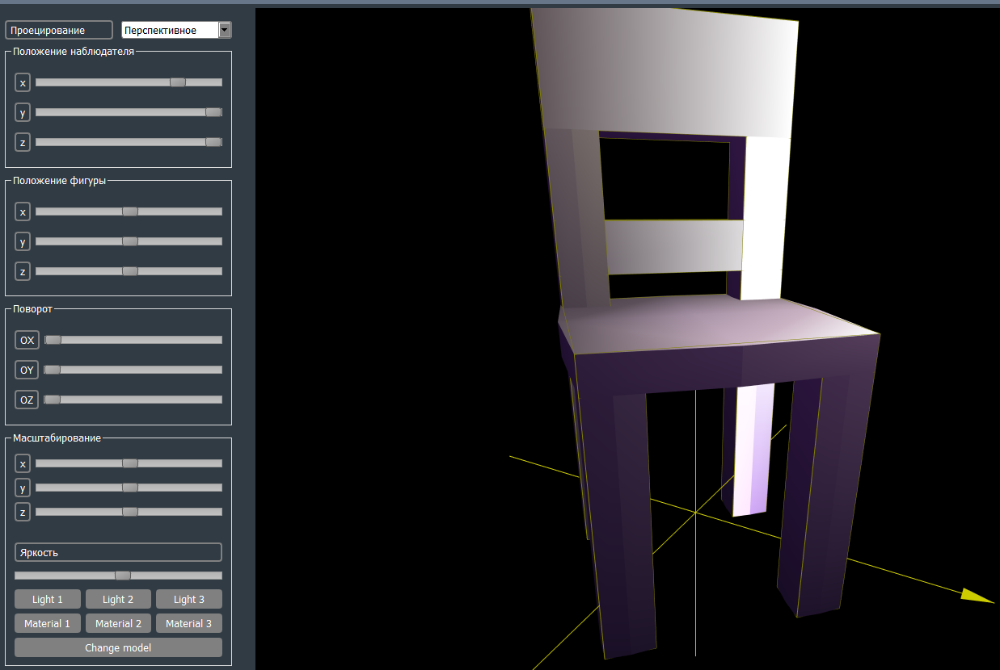 Проецирование Перспективное
Положение наблюдателя
x
y
z
Положение фигуры
x
y
z
Поворот
OX
OY
OZ
Масштабирование
x
y
z
Яркость
Light 1 Light 2 Light 3
Material 1 Material 2 Material 3
Change model